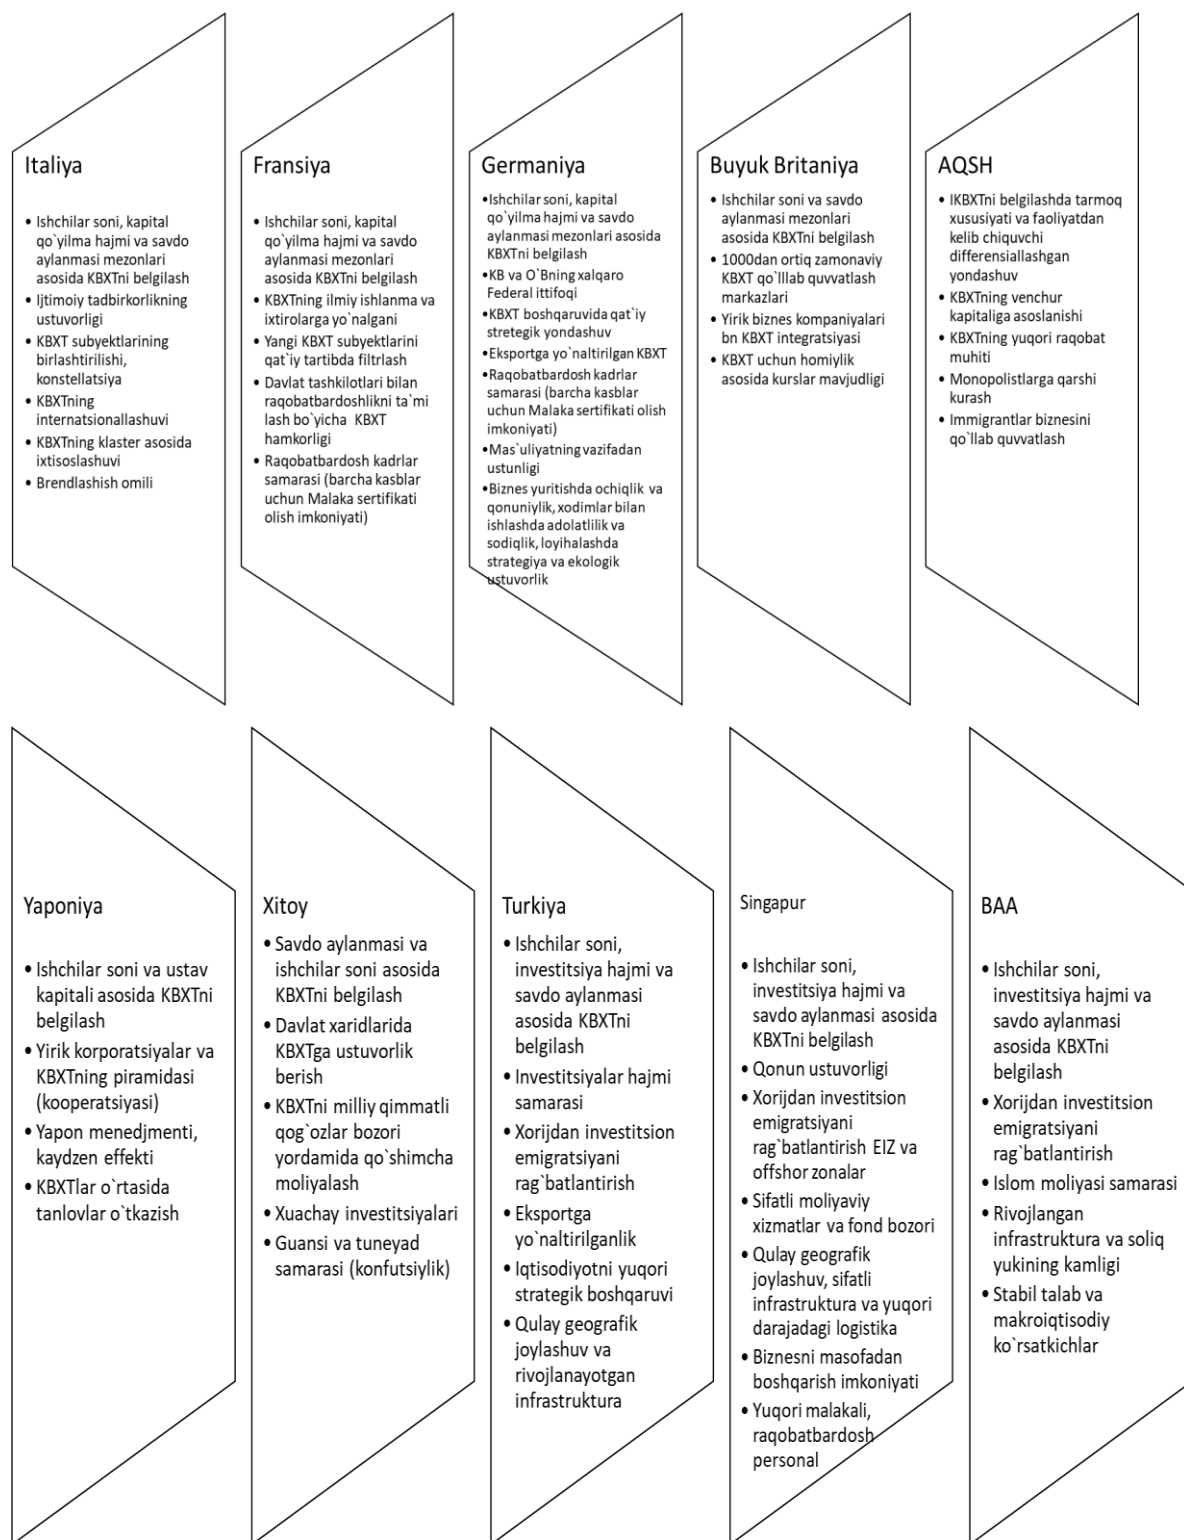 Italiya
• Ishchilar soni, kapital
qo`yilma hajmi va savdo
aylanmasi mezonlari
asosida KBXTni belgilash
• Ijtimoiy tadbirkorlikning
ustuvorligi
• KBXT subyektlarining
birlashtirilishi,
konstellatsiya
• KBXTning
internatsionallashuvi
• KBXTning klaster asosida
ixtisoslashuvi
• Brendlashish omili
Fransiya
• Ishchilar soni, kapital
qo`yilma hajmi va savdo
aylanmasi mezonlari
asosida KBXTni belgilash
• KBXTning ilmiy ishlanma va
ixtirolarga yo`nalgani
• Yangi KBXT subyektlarini
qat`iy tartibda filtrlash
• Davlat tashkilotlari bilan
raqobatbardoshlikni ta`mi
lash bo`yicha KBXT
hamkorligi
• Raqobatbardosh kadrlar
samarasi (barcha kasblar
uchun Malaka sertifikati
olish imkoniyati)
Germaniya
•Ishchilar soni, kapital
qo`yilma hajmi va savdo
aylanmasi mezonlari
asosida KBXTni belgilash
•KB va O`Bning xalqaro
Federal ittifoqi
•KBXT boshqaruvida qat`iy
stretegik yondashuv
•Eksportga yo`naltirilgan KBXT
•Raqobatbardosh kadrlar
samarasi (barcha kasblar
uchun Malaka sertifikati olish
imkoniyati)
•Mas`uliyatning vazifadan
ustunligi
•Biznes yuritishda ochiqlik va
qonuniylik, xodimlar bilan
ishlashda adolatlilik va
sodiqlik, loyihalashda
strategiya va ekologik
ustuvorlik
Buyuk Britaniya
• Ishchilar soni va savdo
aylanmasi mezonlari
asosida KBXTni belgilash
• 1000dan ortiq zamonaviy
KBXT qo`lllab quvvatlash
markazlari
• Yirik biznes kompaniyalari
bn KBXT integratsiyasi
• KBXT uchun homiylik
asosida kurslar mavjudligi
AQSH
• IKBXTni belgilashda tarmoq
xususiyati va faoliyatdan
kelib chiquvchi
differensiallashgan
yondashuv
• KBXTning venchur
kapitaliga asoslanishi
• KBXTning yuqori raqobat
muhiti
• Monopolistlarga qarshi
kurash
• Immigrantlar biznesini
qo`llab quvvatlash
Yaponiya
• Ishchilar soni va ustav
kapitali asosida KBXTni
belgilash
• Yirik korporatsiyalar va
KBXTning piramidasi
(kooperatsiyasi)
• Yapon menedjmenti,
kaydzen effekti
• KBXTlar o`rtasida
tanlovlar o`tkazish
Xitoy
• Savdo aylanmasi va
ishchilar soni asosida
KBXTni belgilash
• Davlat xaridlarida
KBXTga ustuvorlik
berish
• KBXTni milliy qimmatli
qog`ozlar bozori
yordamida qo`shimcha
moliyalash
• Xuachay investitsiyalari
• Guansi va tuneyad
samarasi (konfutsiylik)
Turkiya
• Ishchilar soni,
investitsiya hajmi va
savdo aylanmasi
asosida KBXTni
belgilash
• Investitsiyalar hajmi
samarasi
• Xorijdan investitsion
emigratsiyani
rag`batlantirish
• Eksportga
yo`naltirilganlik
• Iqtisodiyotni yuqori
strategik boshqaruvi
• Qulay geografik
joylashuv va
rivojlanayotgan
infrastruktura
Singapur
• Ishchilar soni,
investitsiya hajmi va
savdo aylanmasi asosida
KBXTni belgilash
• Qonun ustuvorligi
• Xorijdan investitsion
emigratsiyani
rag`batlantirish EIZ va
offshor zonalar
• Sifatli moliyaviy
xizmatlar va fond bozori
• Qulay geografik
joylashuv, sifatli
infrastruktura va yuqori
darajadagi logistika
• Biznesni masofadan
boshqarish imkoniyati
• Yuqori malakali,
raqobatbardosh
personal
BAA
• Ishchilar soni,
investitsiya hajmi va
savdo aylanmasi
asosida KBXTni
belgilash
• Xorijdan investitsion
emigratsiyani
rag`batlantirish
• Islom moliyasi samarasi
• Rivojlangan
infrastruktura va soliq
yukining kamligi
• Stabil talab va
makroiqtisodiy
ko`rsatkichlar